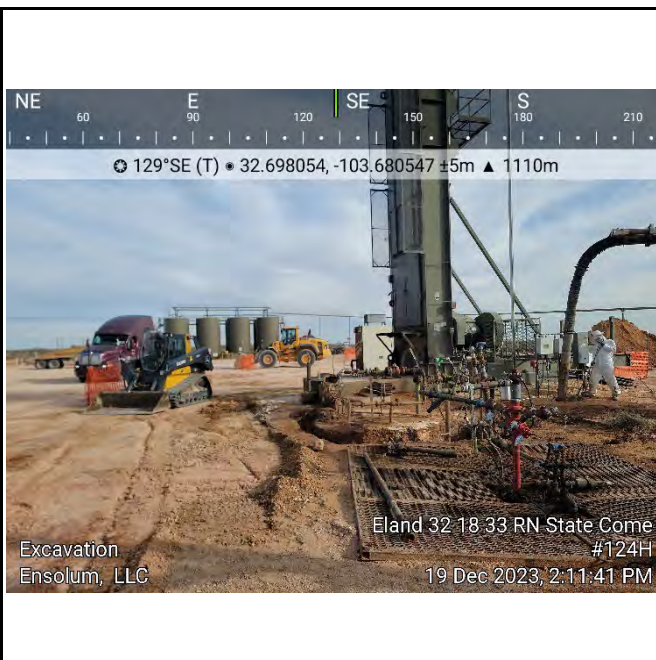 NE E SE S
60 90 120 150 180 210
129°SE (T) ● 32.698054, -103.680547 ±5m ▲ 1110m
Eland 32 18 33 RN State Come
Excavation #124H
Ensolum, LLC 19 Dec 2023, 2:11:41 PM